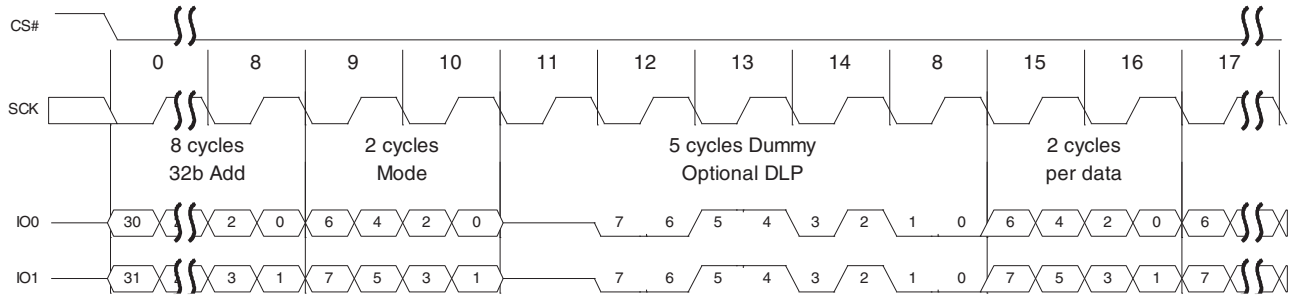 CS#
0 8 9 10 11 12 13 14 8 15 16 17
SCK
8 cycles 2 cycles 5 cycles Dummy 2 cycles
32b Add Mode Optional DLP per data
IO0 30 2 0 6 4 2 0 7 6 5 4 3 2 1 0 6 4 2 0 6
IO1 31 3 1 7 5 3 1 7 6 5 4 3 2 1 0 7 5 3 1 7